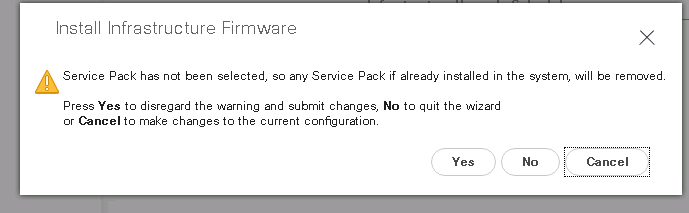 Install Infrastructure Firmware
Service Pack has not been selected, so any Service Pack if already installed in the system, will be removed.
Press Yes to disregard the warning and submit changes, No to quit the wizard
or Cancel to make changes to the current configuration.
Yes
No
Cancel